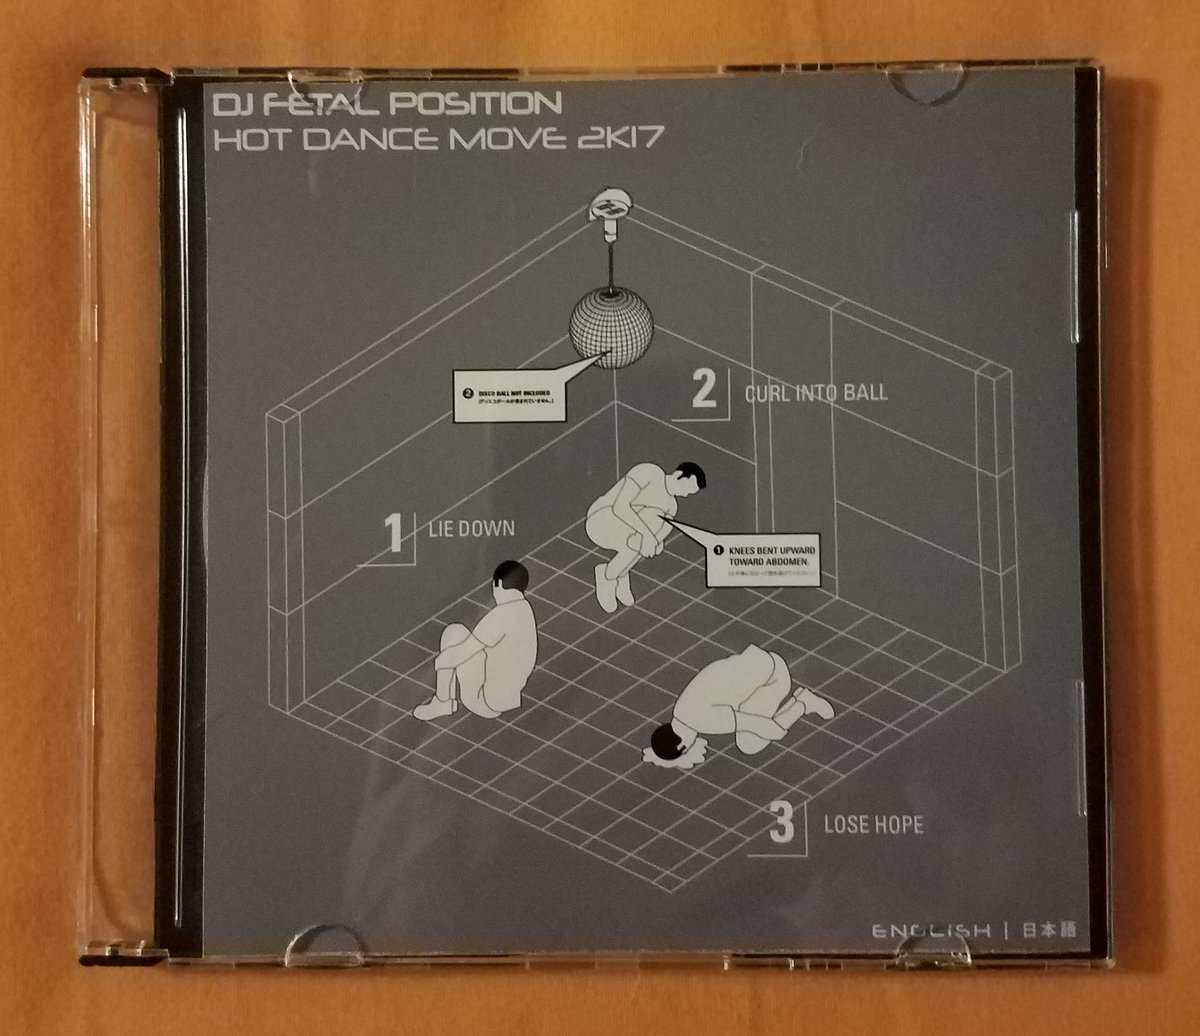 DJ FETAL POSITION
HOT DANCE MOVE 2K17
2 DISCO BALL NOT INCLUDED
2 CURL INTO BALL
1 LIE DOWN
1 KNEES BENT UPWARD
TOWARD ABDOMEN.
3 LOSE HOPE
ENGLISH | 日本語